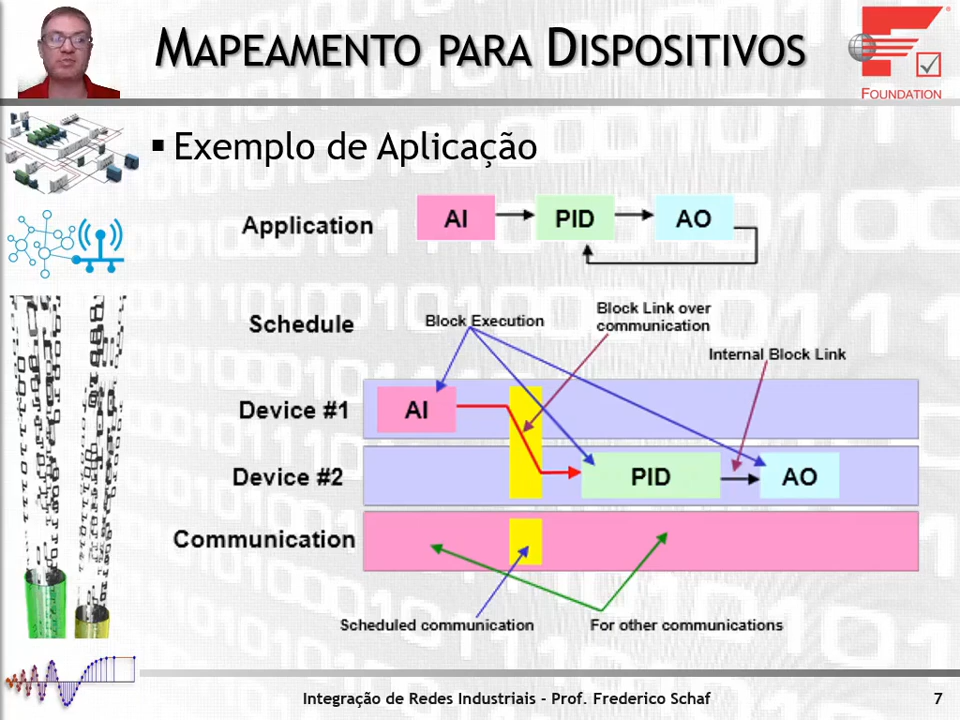 MAPEAMENTO PARA DISPOSITIVOS
FOUNDATION
Exemplo de Aplicação
Application
AI
PID
AO
Schedule
Block Execution
Block Link over
communication
Internal Block Link
Device #1
AI
Device #2
PID
AO
Communication
Scheduled communication
For other communications
Integração de Redes Industriais - Prof. Frederico Schaf
7